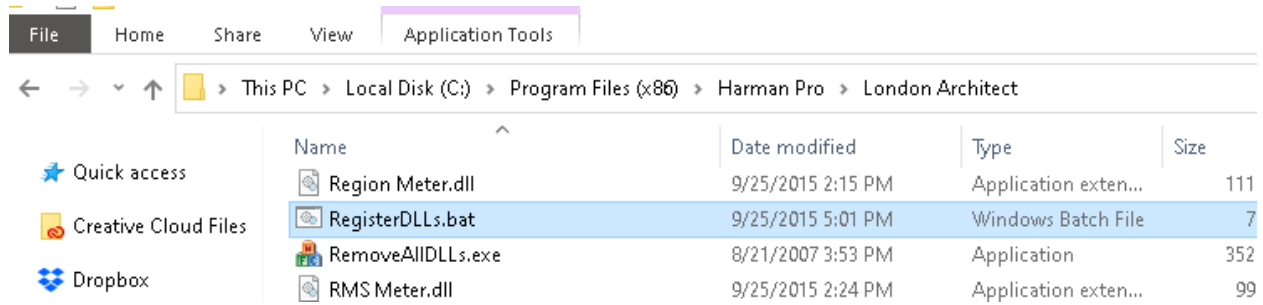 File Home Share View Application Tools
This PC > Local Disk (C:) > Program Files (x86) > Harman Pro > London Architect
Name Date modified Type Size
Quick access
Region Meter.dll 9/25/2015 2:15 PM Application exten... 111
RegisterDLLs.bat 9/25/2015 5:01 PM Windows Batch File 7
Creative Cloud Files
RemoveAllDLLs.exe 8/21/2007 3:53 PM Application 352
Dropbox
RMS Meter.dll 9/25/2015 2:24 PM Application exten... 99